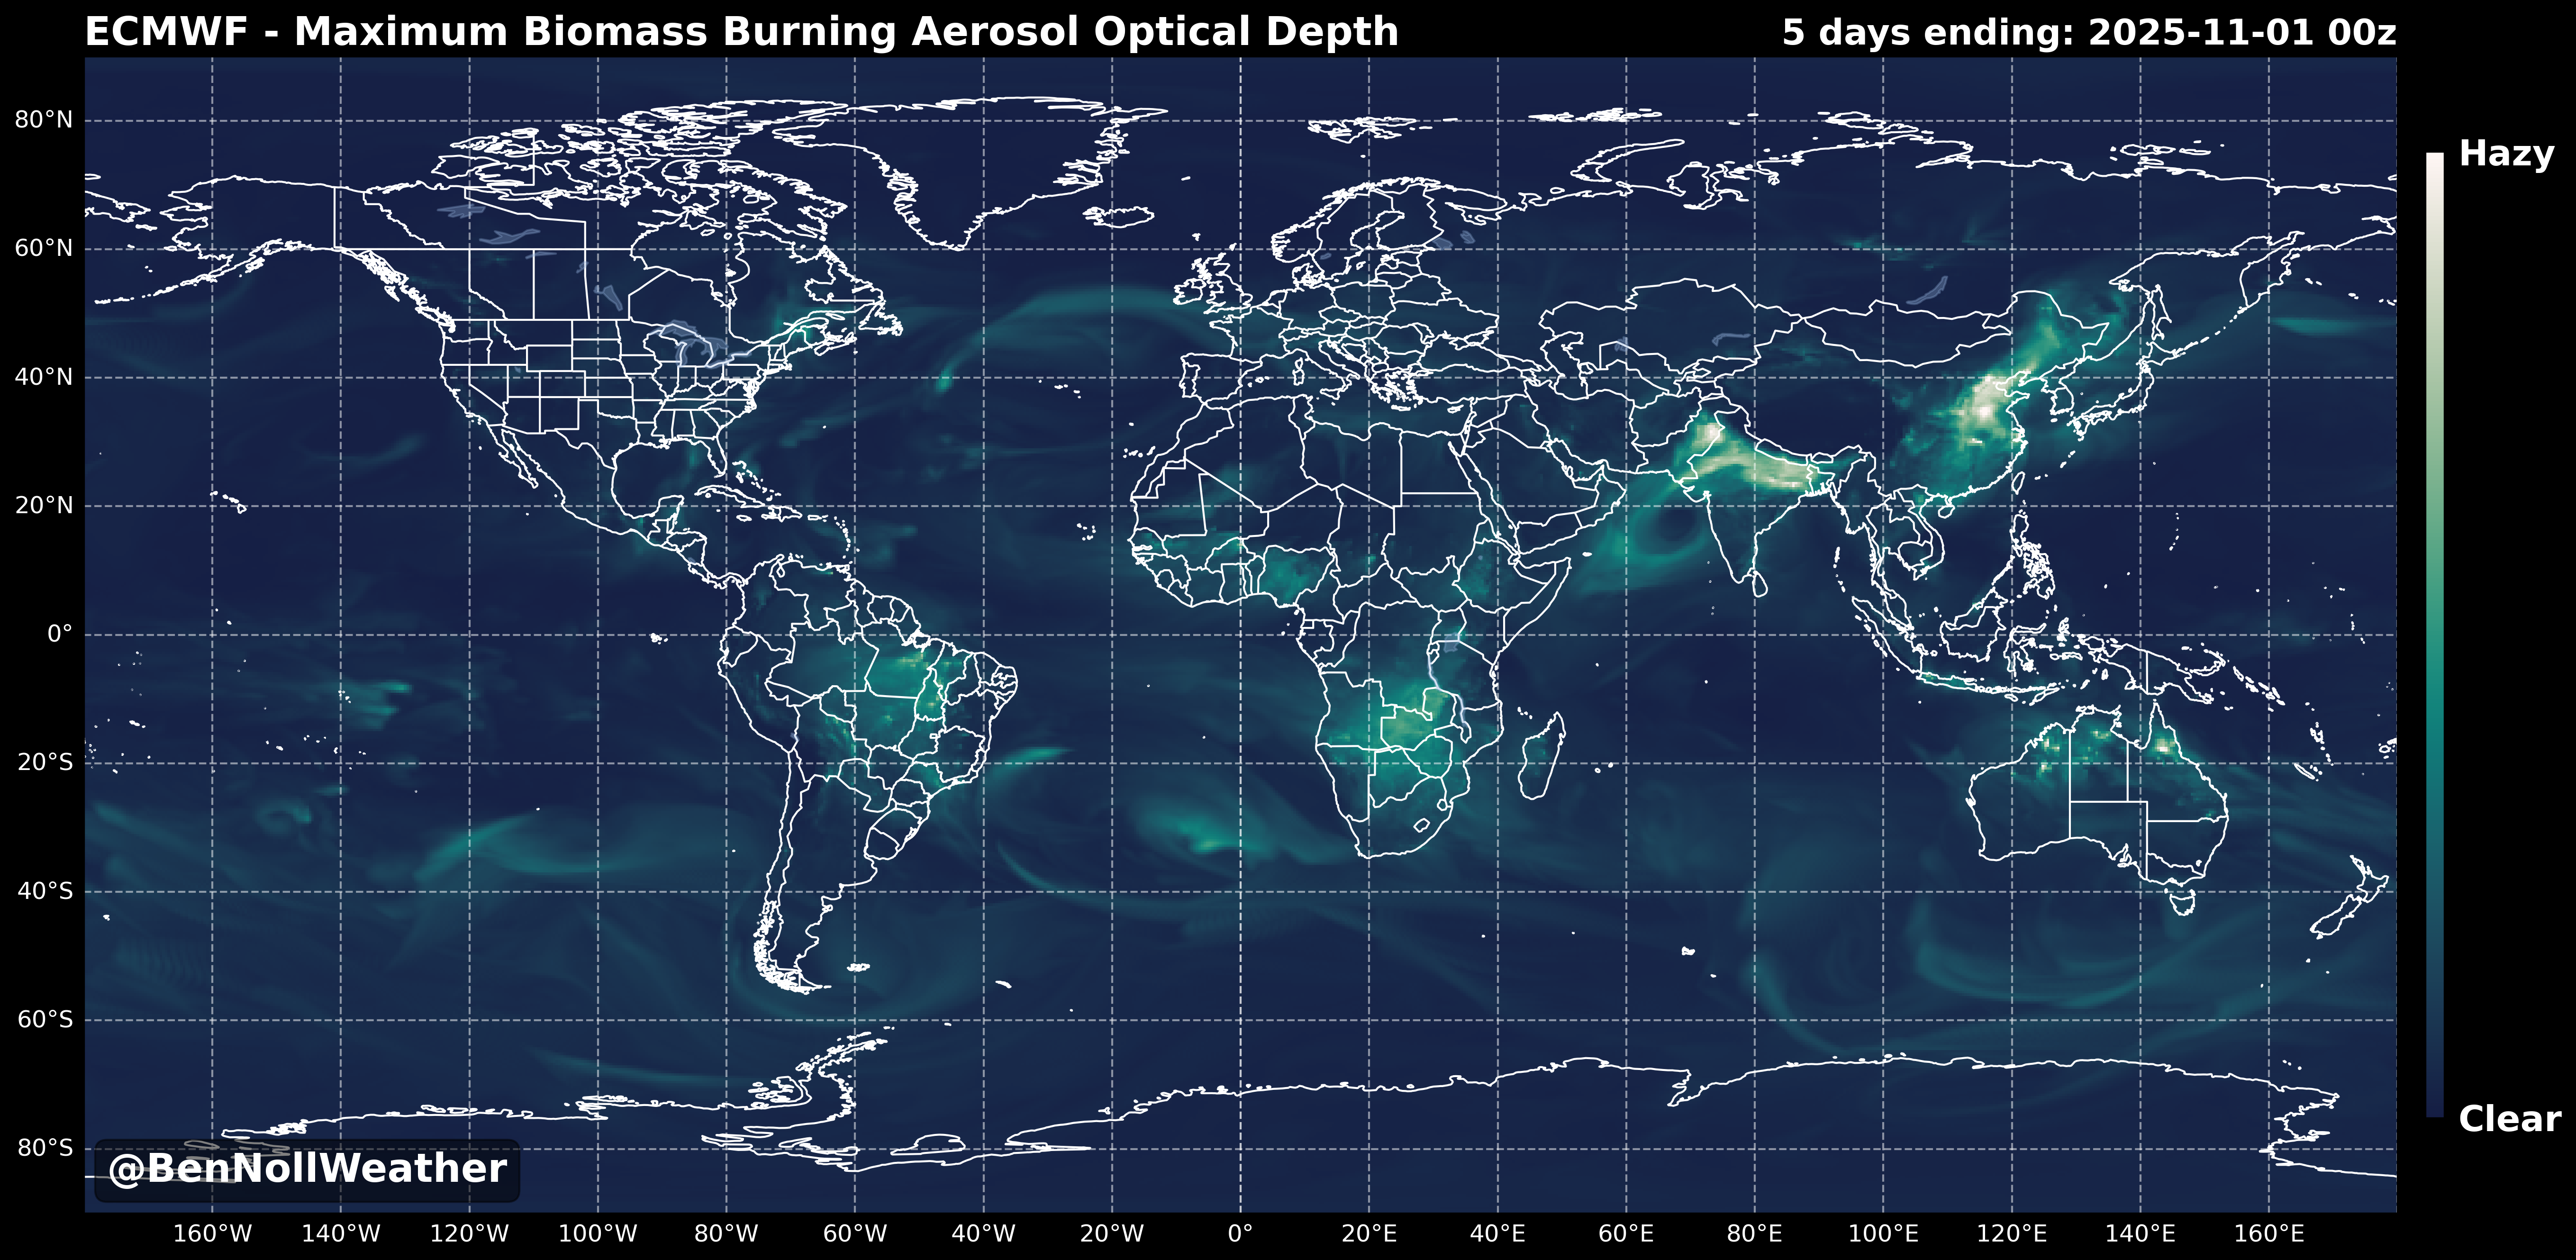 ECMWF - Maximum Biomass Burning Aerosol Optical Depth
5 days ending: 2025-11-01 00z
80°N
60°N
40°N
20°N
0°
20°S
40°S
60°S
80°S
Hazy
Clear
@BenNollWeather
160°W 140°W 120°W 100°W 80°W 60°W 40°W 20°W 0° 20°E 40°E 60°E 80°E 100°E 120°E 140°E 160°E